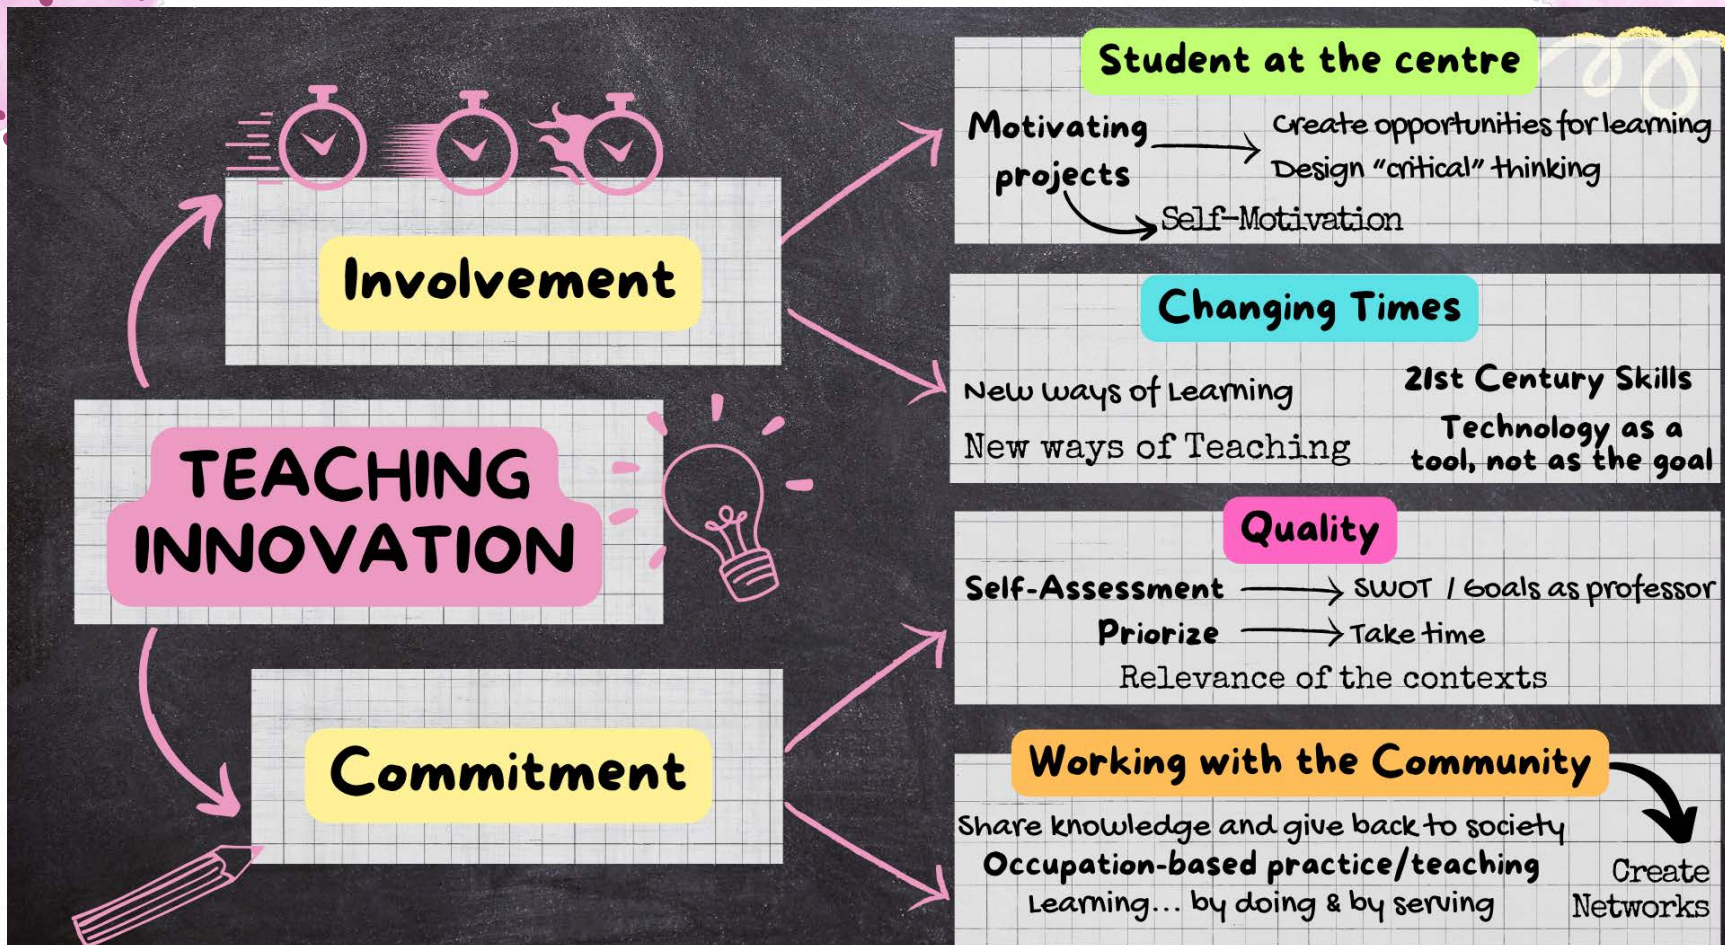 TEACHING
INNOVATION
Involvement
Student at the centre
Motivating
projects
Create opportunities for learning
Design "critical" thinking
Self-Motivation
Changing Times
New ways of Learning
New ways of Teaching
21st Century Skills
Technology as a
tool, not as the goal
Commitment
Quality
Self-Assessment
SWOT / Goals as professor
Priorize
Take time
Relevance of the contexts
Working with the Community
Share knowledge and give back to society
Occupation-based practice/teaching
Learning... by doing & by serving
Create
Networks